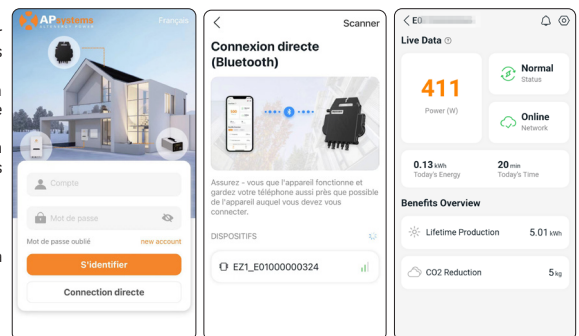 APsystems
Français
Compte
Mot de passe
Mot de passe oublié
new account
S'identifier
Connection directe
Scanner
Connexion directe
(Bluetooth)
Assurez - vous que l'appareil fonctionne et
gardez votre téléphone aussi près que possible
de l'appareil auquel vous devez vous
connecter.
DISPOSITIFS
EZ1_E01000000324
E0
Live Data
411
Power (W)
Normal
Status
Online
Network
0.13 kWh
Today's Energy
20 min
Today's Time
Benefits Overview
Lifetime Production 5.01 kWh
CO2 Reduction 5 kg